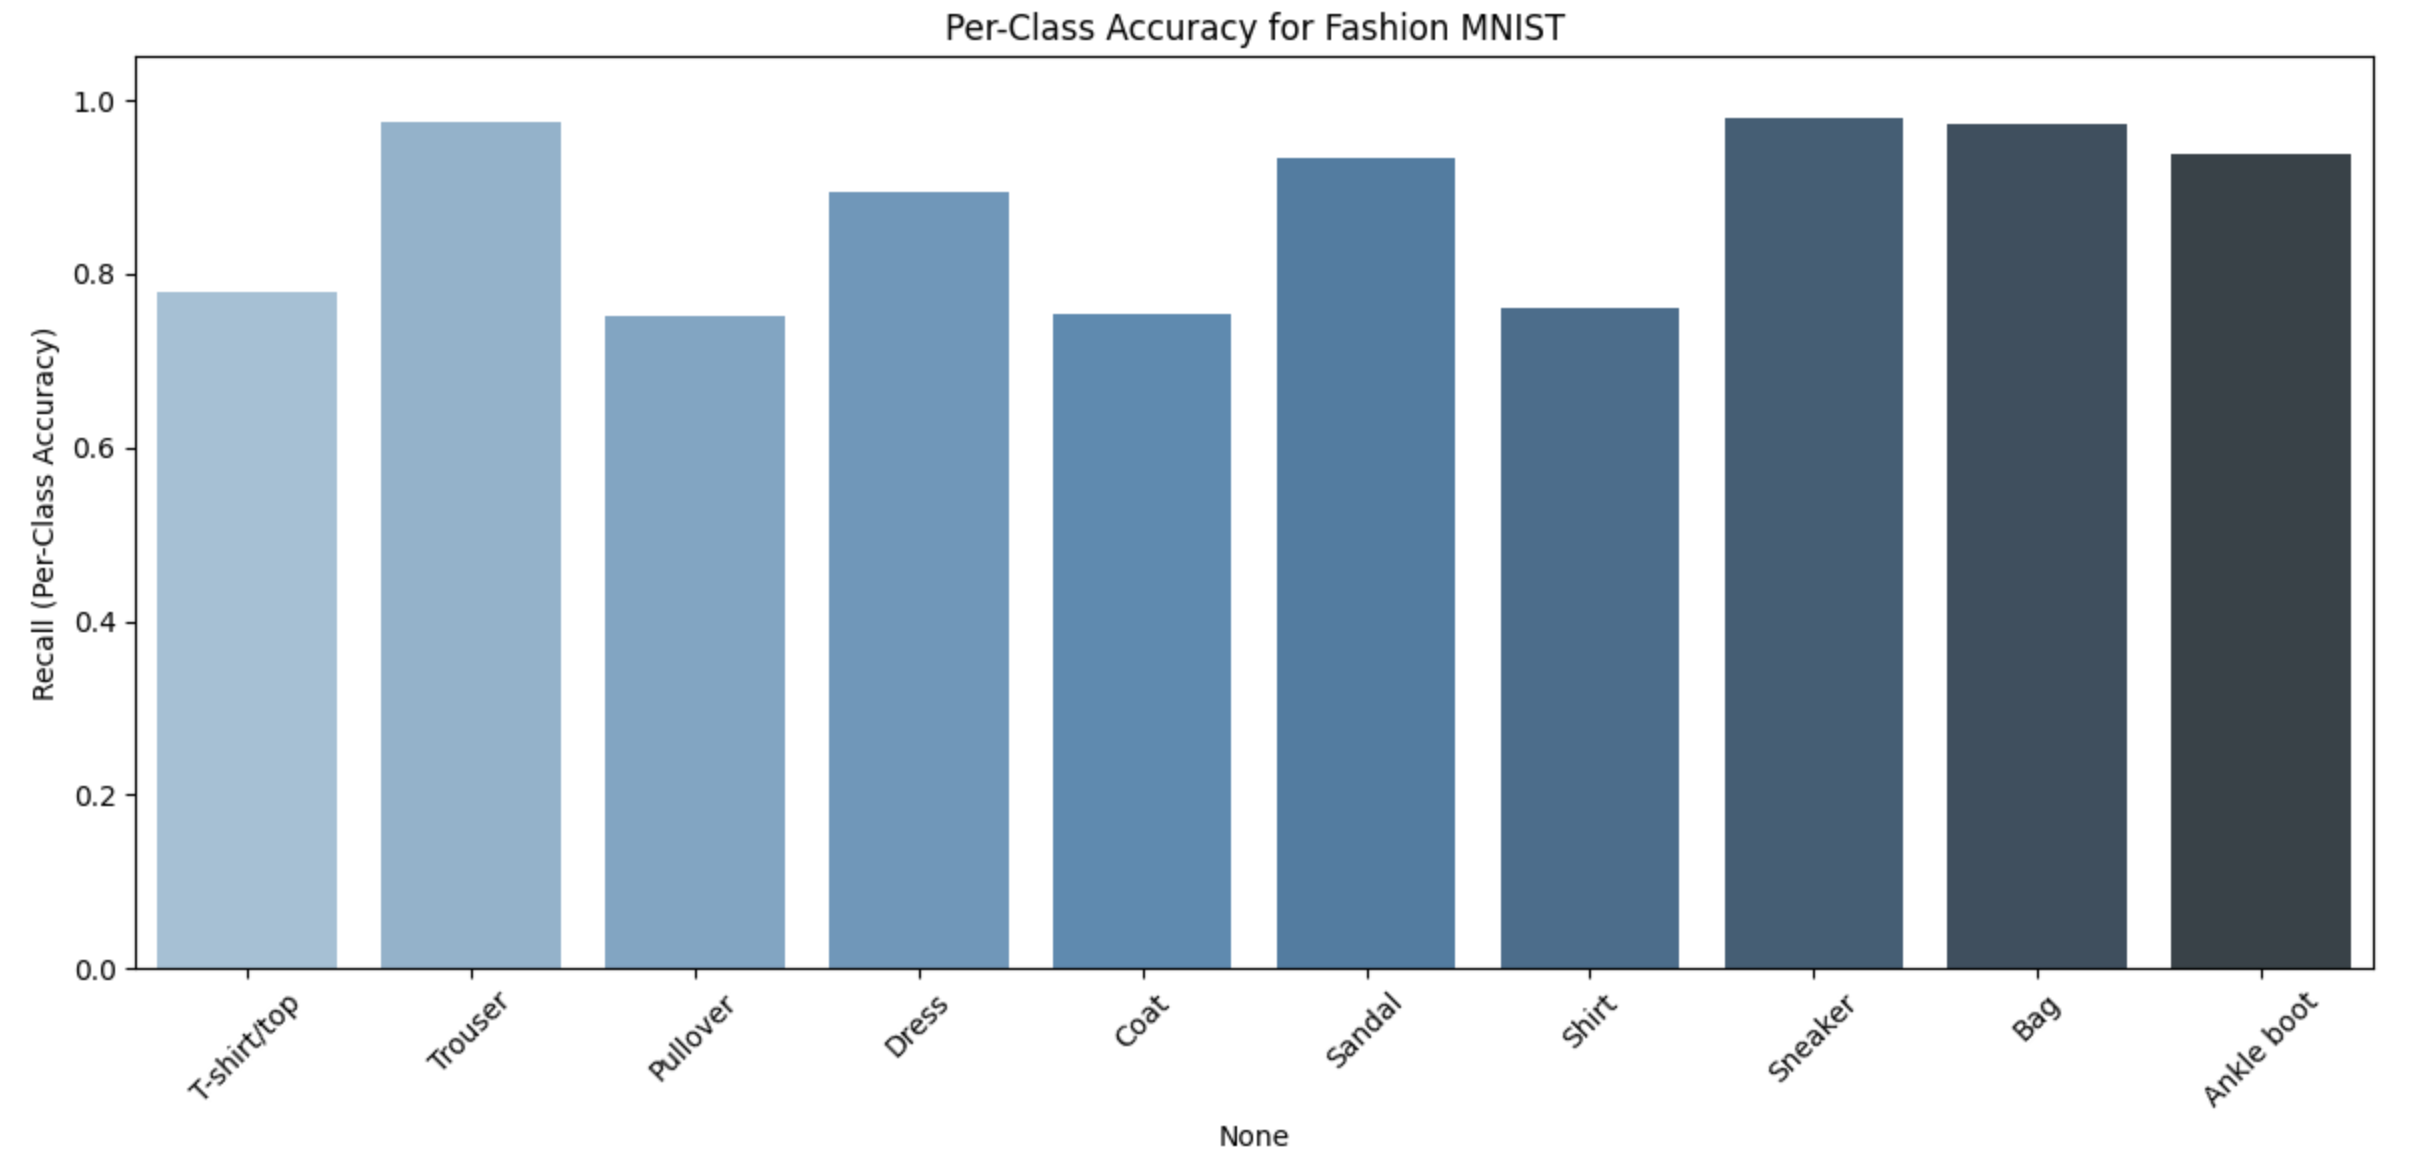 Per-Class Accuracy for Fashion MNIST
Recall (Per-Class Accuracy)
1.0
0.8
0.6
0.4
0.2
0.0
T-shirt/top
Trouser
Pullover
Dress
Coat
Sandal
Shirt
Sneaker
Bag
Ankle boot
None